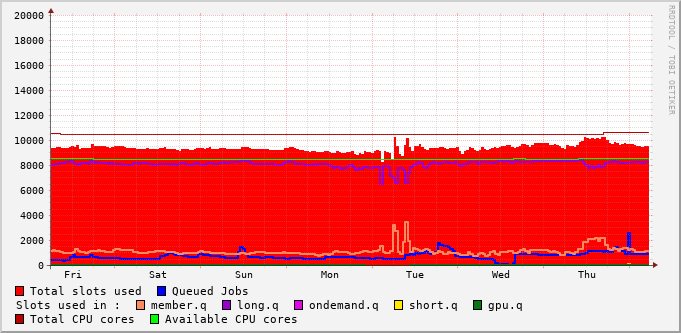 20000
18000
16000
14000
12000
10000
8000
6000
4000
2000
0
Fri Sat Sun Mon Tue Wed Thu
RRDTOOL / TOBI OETIKER
Total slots used Queued Jobs
Slots used in : member.q long.q ondemand.q short.q gpu.q
Total CPU cores Available CPU cores